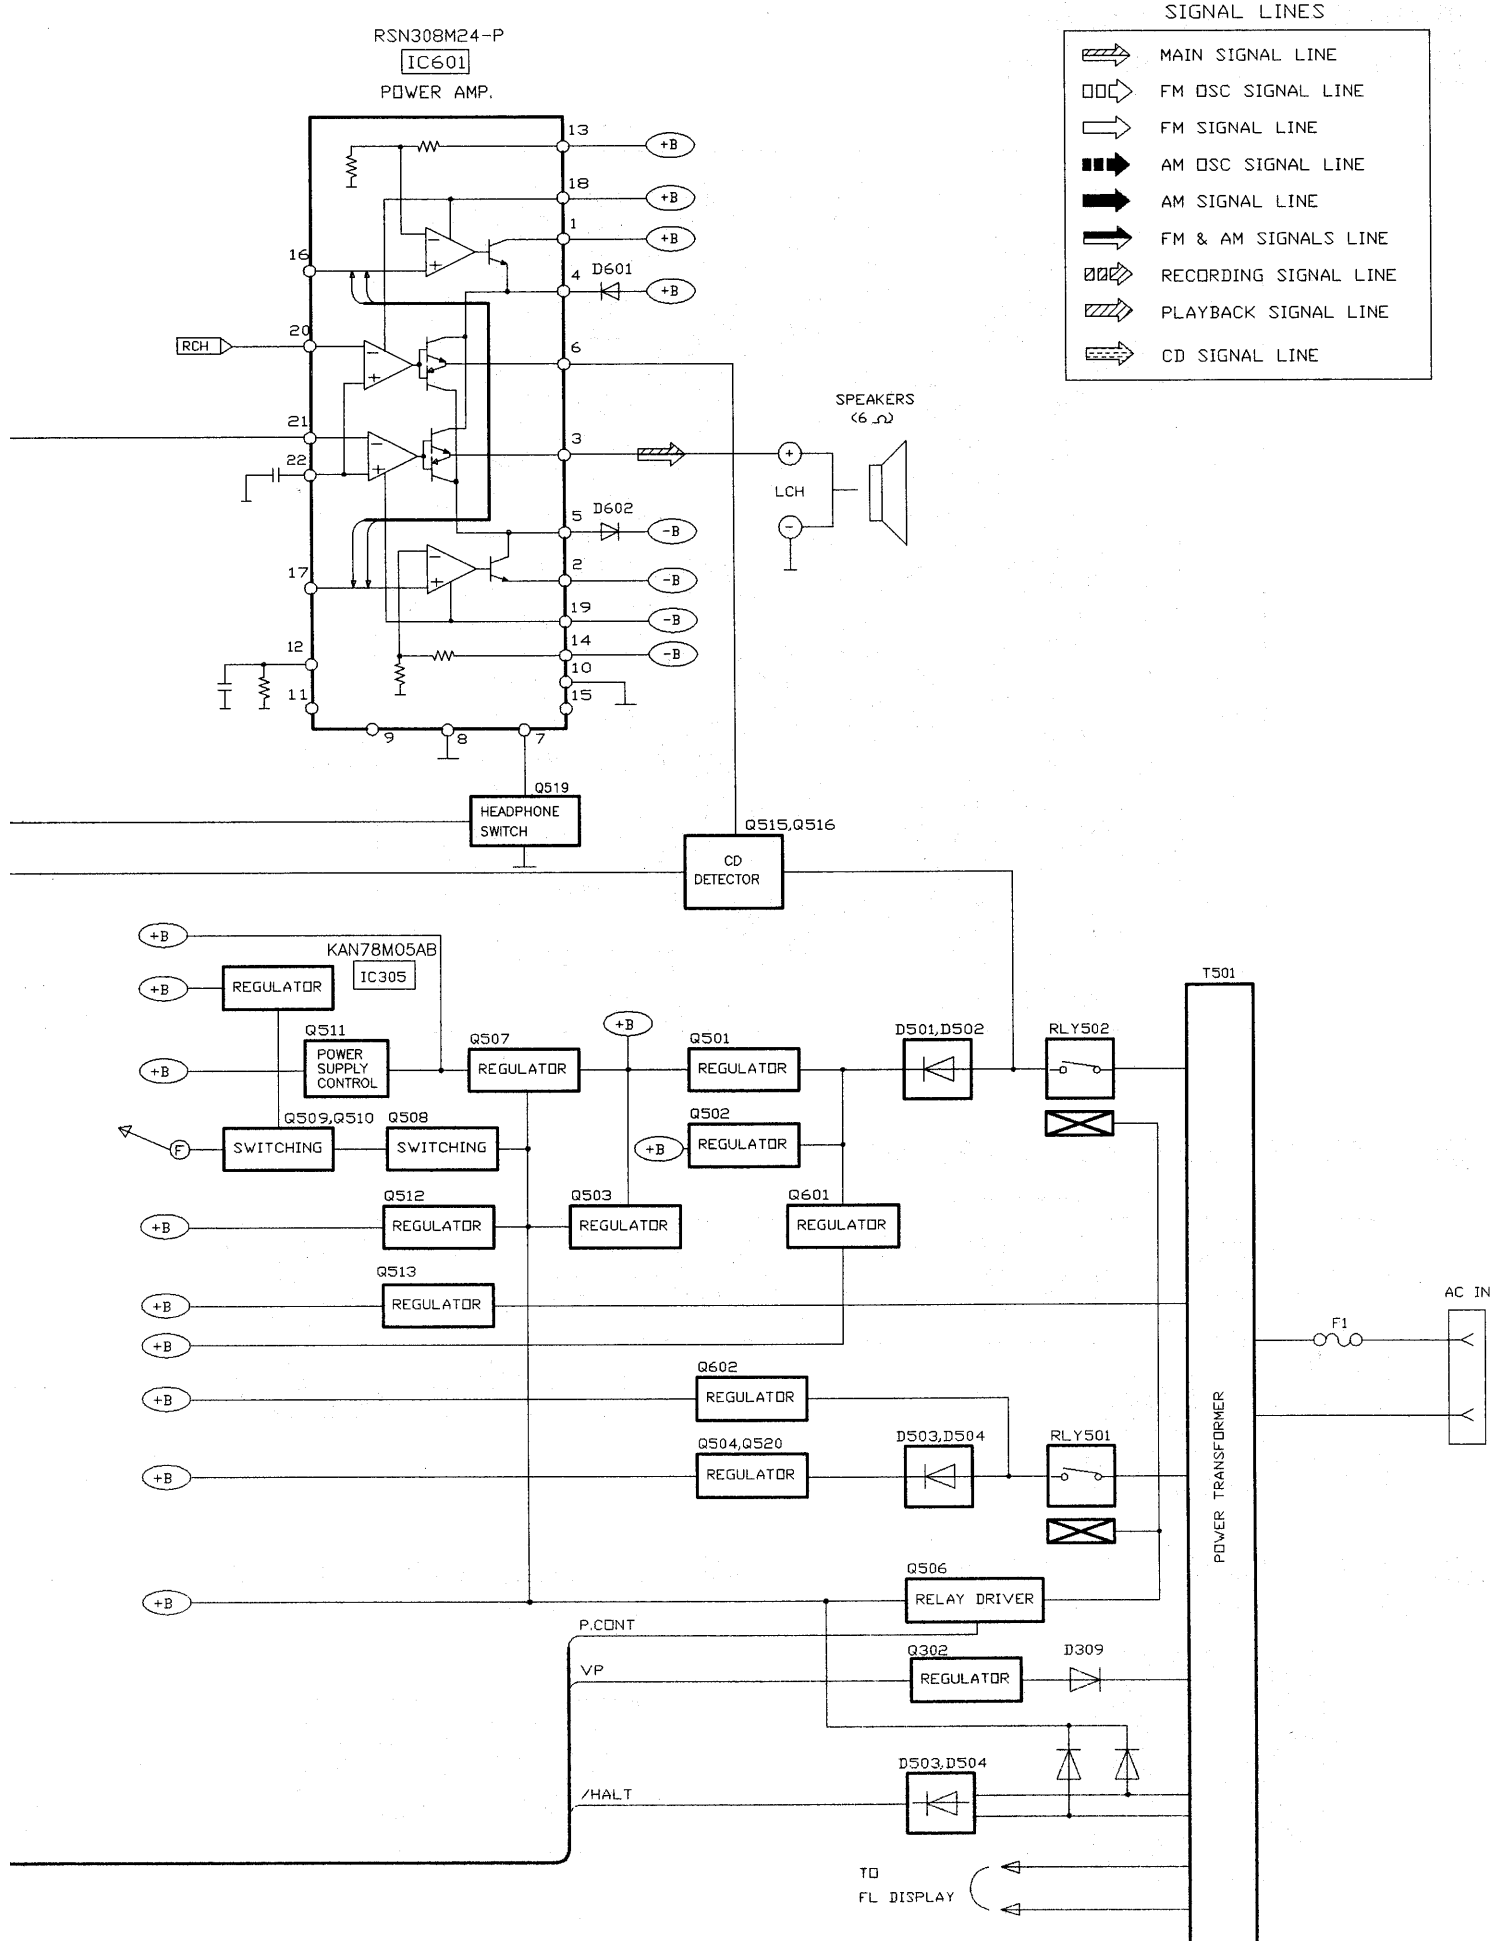 SIGNAL LINES
MAIN SIGNAL LINE
FM OSC SIGNAL LINE
FM SIGNAL LINE
AM OSC SIGNAL LINE
AM SIGNAL LINE
FM & AM SIGNALS LINE
RECORDING SIGNAL LINE
PLAYBACK SIGNAL LINE
CD SIGNAL LINE
RSN308M24-P
IC601
POWER AMP.
13
+B
18
+B
1
+B
16
4
D601
+B
20
RCH
6
21
3
22
SPEAKERS
(6 Ω)
+
LCH
-
5
D602
-B
17
2
-B
19
-B
12
14
-B
10
11
15
9
8
7
Q519
HEADPHONE
SWITCH
Q515,Q516
CD
DETECTOR
+B
KAN78M05AB
IC305
+B
REGULATOR
T501
+B
Q511
POWER
SUPPLY
CONTROL
+B
Q507
REGULATOR
Q501
REGULATOR
D501,D502
RLY502
Q509,Q510
F
SWITCHING
Q508
SWITCHING
Q502
+B
REGULATOR
Q512
+B
REGULATOR
Q503
REGULATOR
Q601
REGULATOR
Q513
+B
REGULATOR
+B
AC IN
F1
Q602
+B
REGULATOR
Q504,Q520
+B
REGULATOR
D503,D504
RLY501
POWER TRANSFORMER
Q506
+B
RELAY DRIVER
P.CONT
Q302
D309
VP
REGULATOR
D503,D504
/HALT
TO
FL DISPLAY